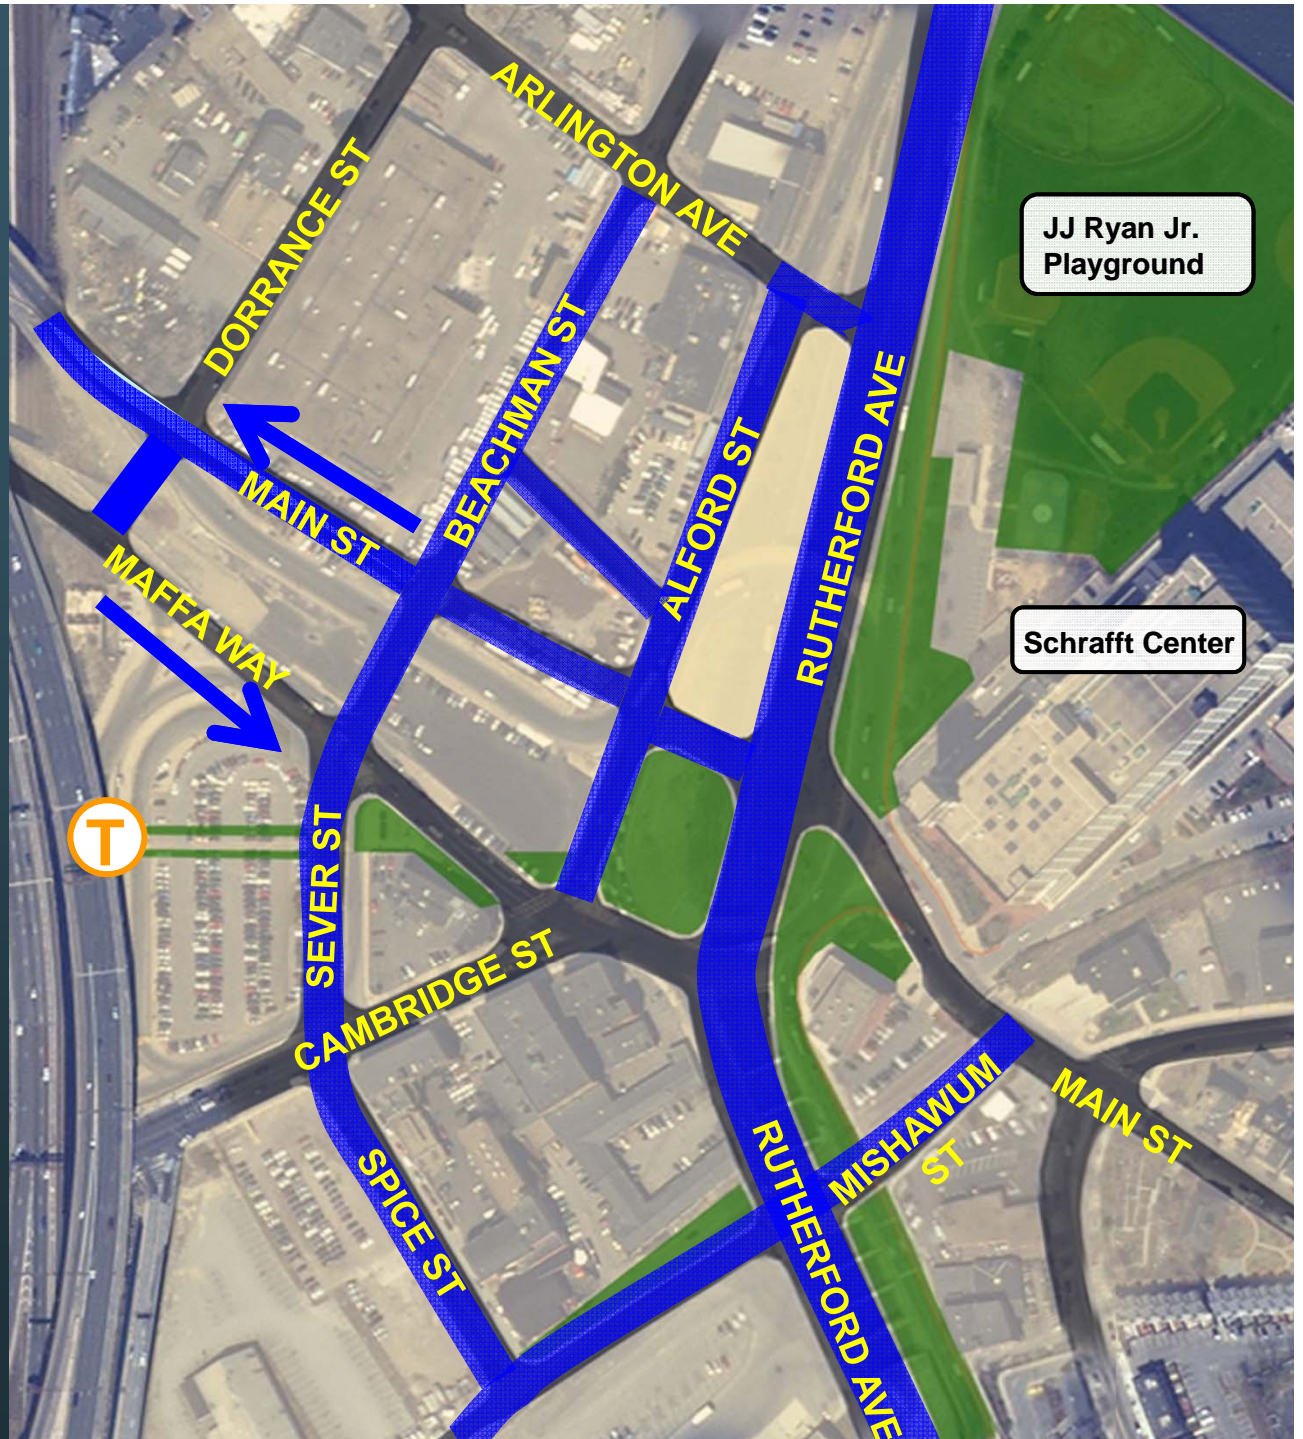 ARLINGTON AVE
DORRANCE ST
JJ Ryan Jr.
Playground
BEACHMAN ST
ALFORD ST
RUTHERFORD AVE
MAIN ST
MAFFA WAY
Schrafft Center
T
SEVER ST
CAMBRIDGE ST
MISHAWUM
ST
MAIN ST
SPICE ST
RUTHERFORD AVE